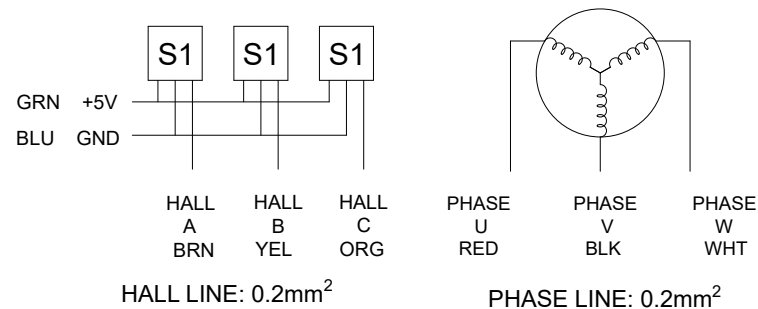 S1 S1 S1
GRN +5V
BLU GND
HALL
A
BRN
HALL
B
YEL
HALL
C
ORG
HALL LINE: 0.2mm²
PHASE
U
RED
PHASE
V
BLK
PHASE
W
WHT
PHASE LINE: 0.2mm²